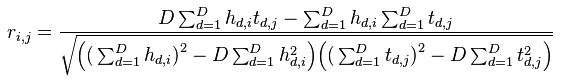 r_{i,j} = \frac{D \sum_{d=1}^{D} h_{d,i} t_{d,j} - \sum_{d=1}^{D} h_{d,i} \sum_{d=1}^{D} t_{d,j}}{\sqrt{\left( \left( \sum_{d=1}^{D} h_{d,i} \right)^2 - D \sum_{d=1}^{D} h_{d,i}^2 \right) \left( \left( \sum_{d=1}^{D} t_{d,j} \right)^2 - D \sum_{d=1}^{D} t_{d,j}^2 \right)}}